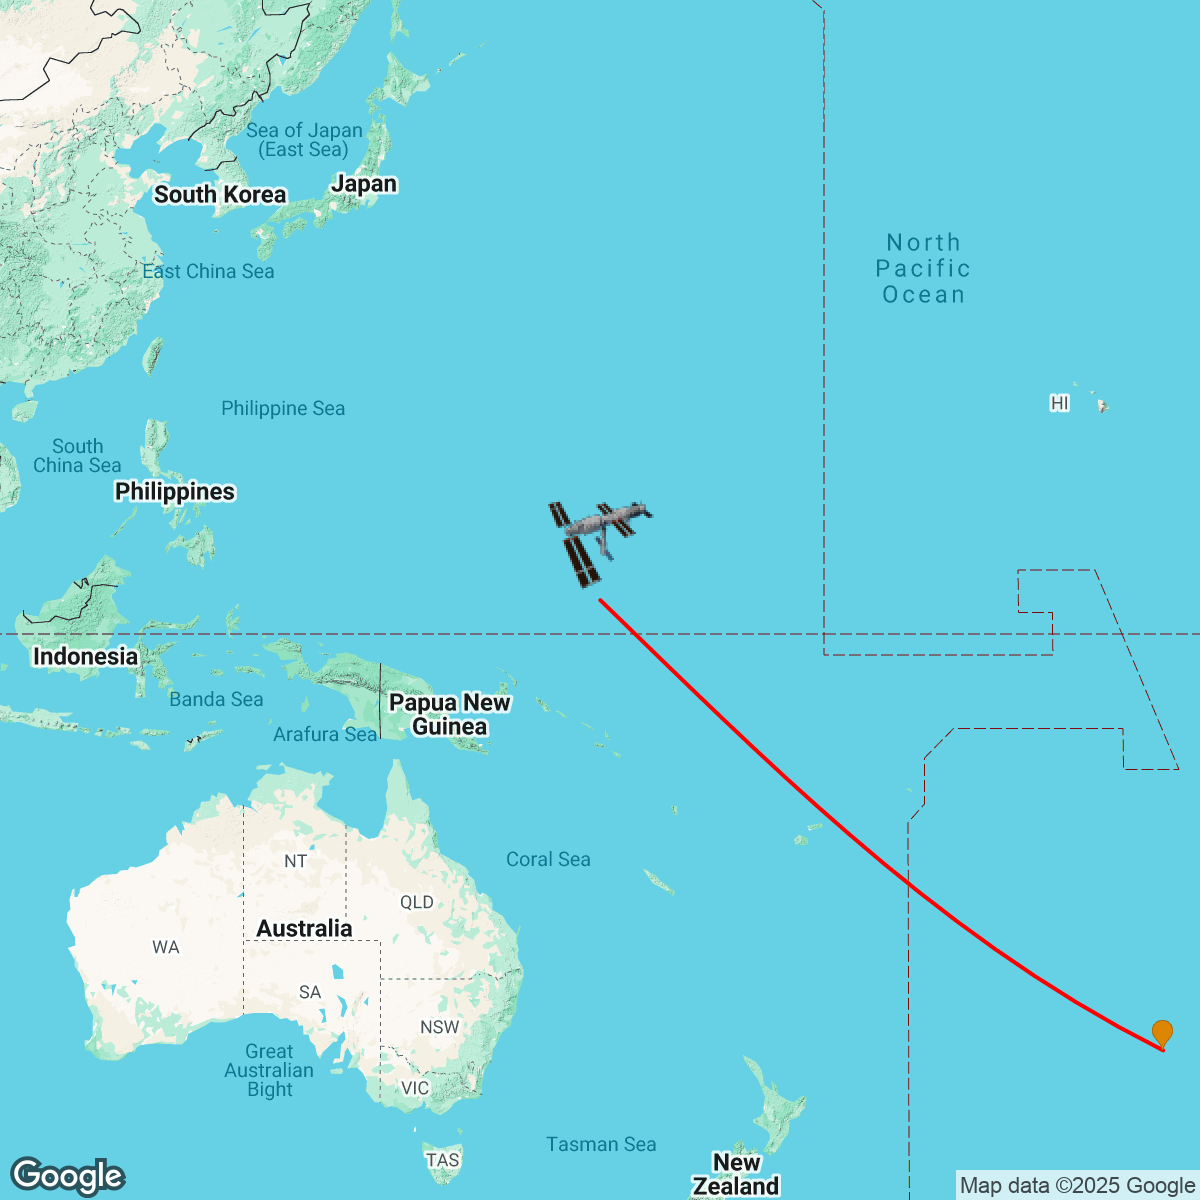 Sea of Japan
(East Sea)
South Korea
Japan
North
Pacific
Ocean
East China Sea
Philippine Sea
HI
South
China Sea
Philippines
Indonesia
Banda Sea
Papua New
Guinea
Arafura Sea
Coral Sea
NT
QLD
Australia
WA
SA
NSW
Great
Australian
Bight
VIC
Tasman Sea
TAS
New
Zealand
Google
Map data ©2025 Google